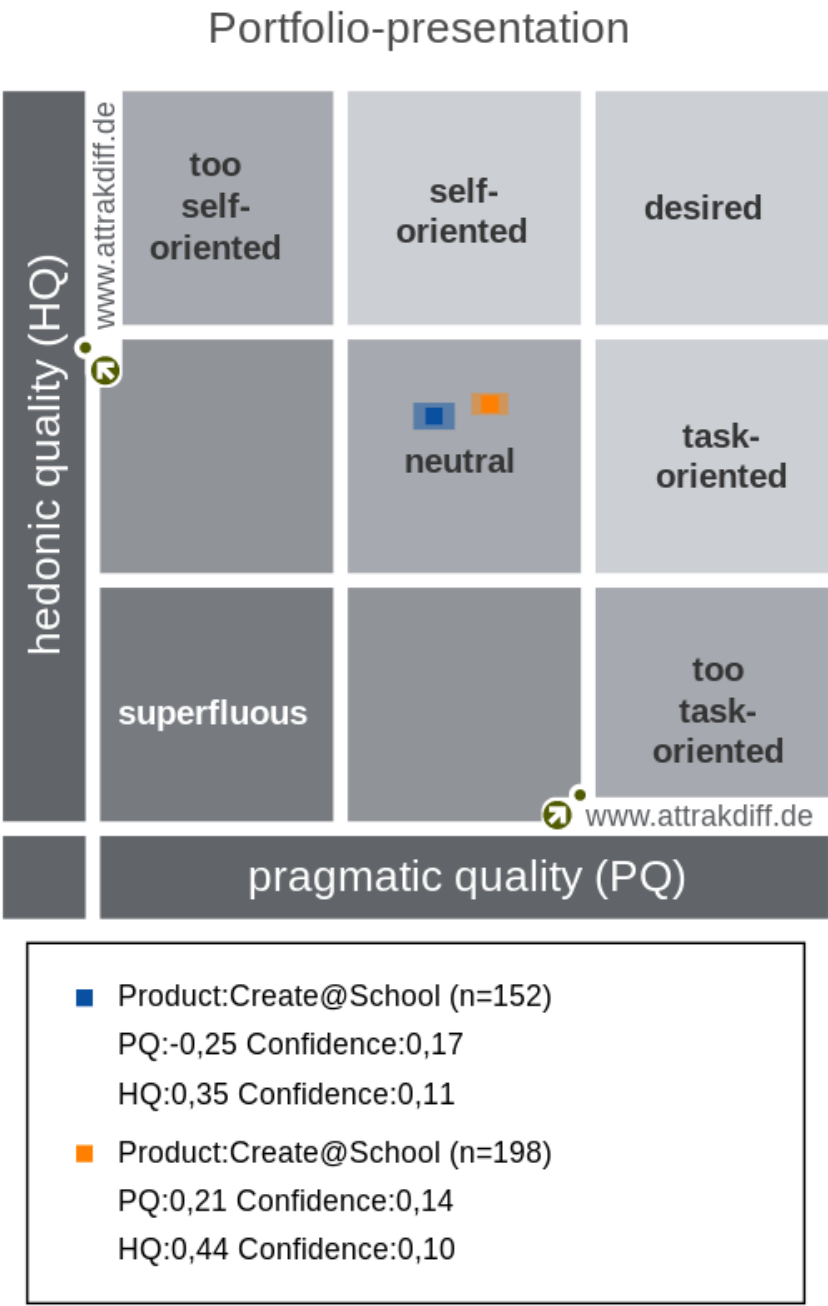 Portfolio-presentation
hedonic quality (HQ)
www.attrakdiff.de
too
self-
oriented
self-
oriented
desired
neutral
task-
oriented
superfluous
too
task-
oriented
www.attrakdiff.de
pragmatic quality (PQ)
Product:Create@School (n=152)
PQ:-0,25 Confidence:0,17
HQ:0,35 Confidence:0,11
Product:Create@School (n=198)
PQ:0,21 Confidence:0,14
HQ:0,44 Confidence:0,10